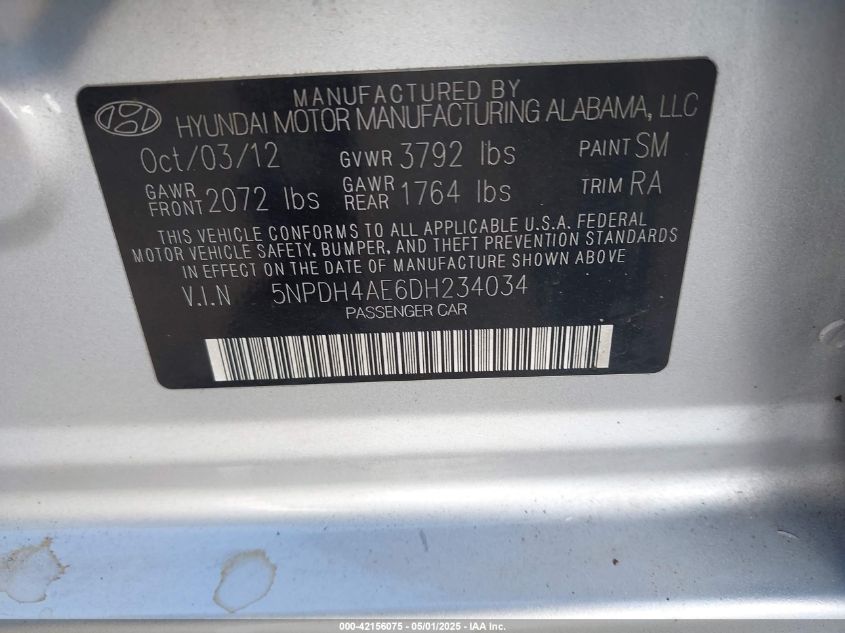 MANUFACTURED BY
HYUNDAI MOTOR MANUFACTURING ALABAMA, LLC
Oct/03/12 GVWR 3792 lbs PAINT SM
GAWR FRONT 2072 lbs GAWR REAR 1764 lbs TRIM RA
THIS VEHICLE CONFORMS TO ALL APPLICABLE U.S.A. FEDERAL
MOTOR VEHICLE SAFETY, BUMPER, AND THEFT PREVENTION STANDARDS
IN EFFECT ON THE DATE OF MANUFACTURE SHOWN ABOVE
V.I.N 5NPDH4AE6DH234034
PASSENGER CAR
000-42156075 - 05/01/2025 - IAA Inc.